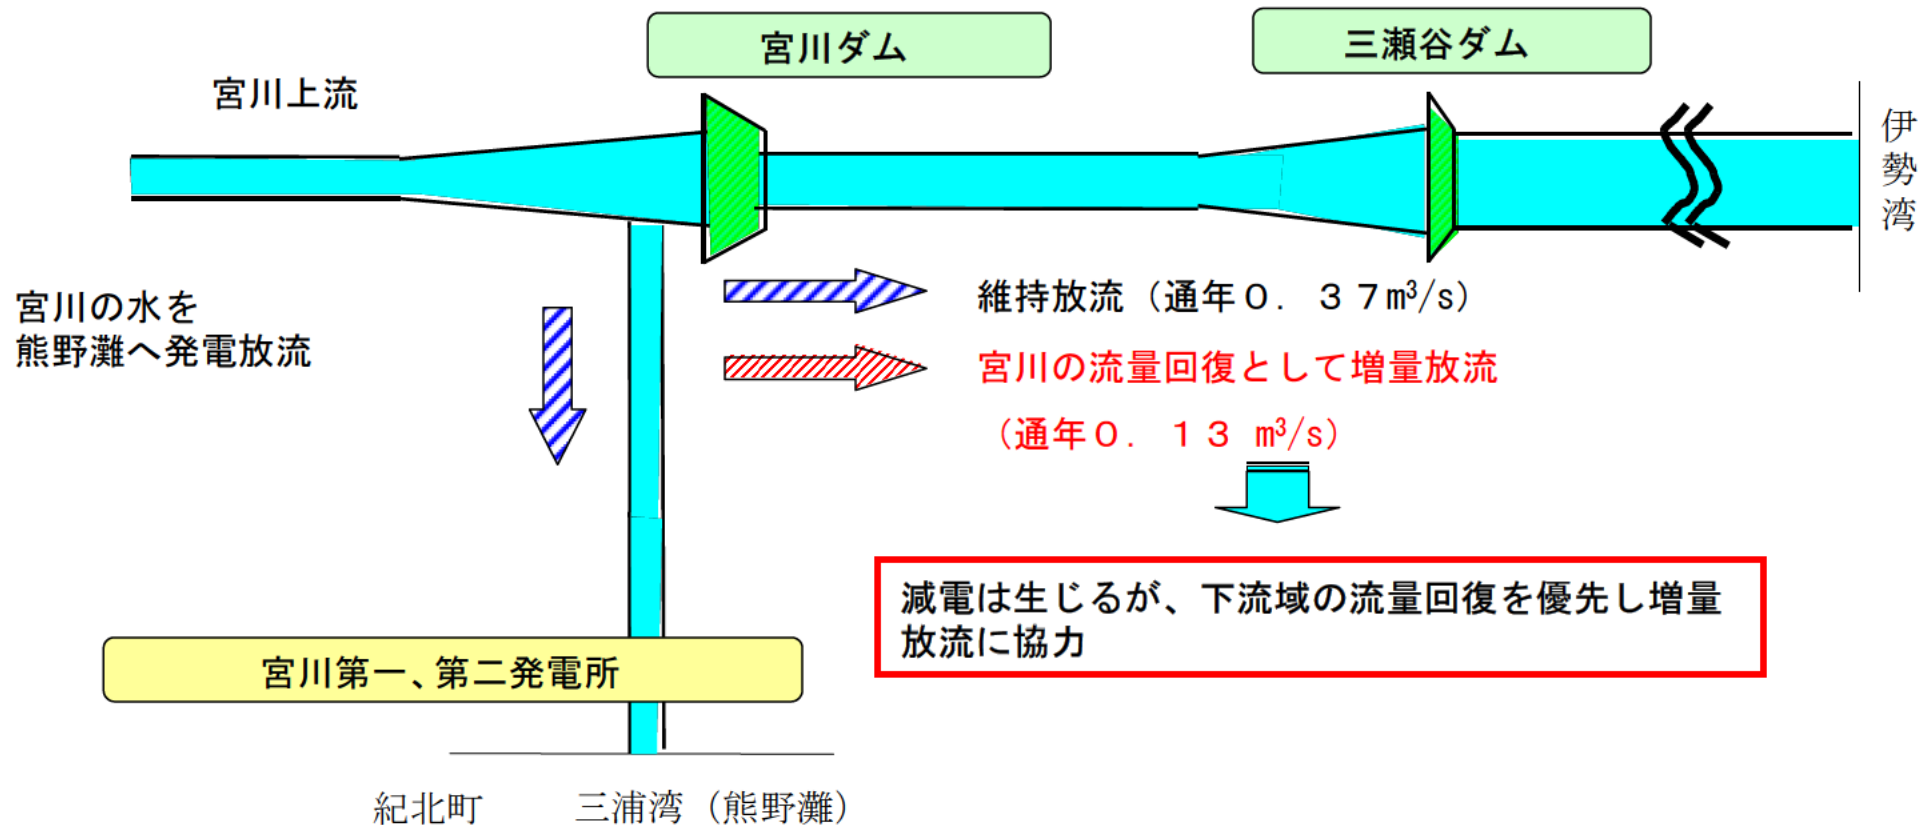 宮川ダム
三瀬谷ダム
宮川上流
伊勢湾
宮川の水を
熊野灘へ発電放流
維持放流（通年０．３７m³/s）
宮川の流量回復として増量放流
（通年０．１３ m³/s）
減電は生じるが、下流域の流量回復を優先し増量
放流に協力
宮川第一、第二発電所
紀北町
三浦湾（熊野灘）